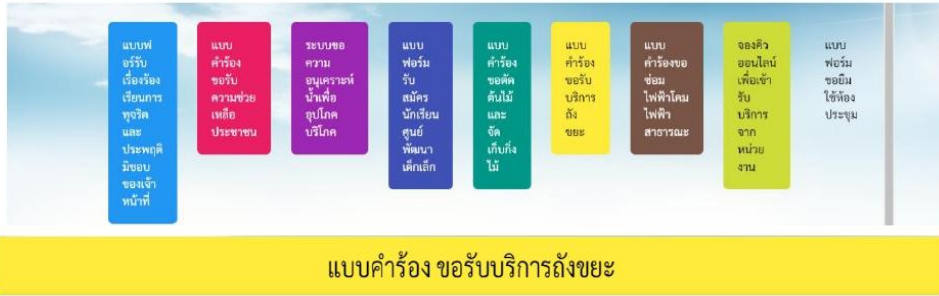 แบบฟ
อร์รับ
เรื่องร้อง
เรียนการ
ทุจริต
และ
ประพฤติ
มิชอบ
ของเจ้า
หน้าที่
แบบ
คำร้อง
ขอรับ
ความช่วย
เหลือ
ประชาชน
ระบบขอ
ความ
อนุเคราะห์
น้ำเพื่อ
อุปโภค
บริโภค
แบบ
ฟอร์ม
รับ
สมัคร
นักเรียน
ศูนย์
พัฒนา
เด็กเล็ก
แบบ
คำร้อง
ขอตัด
ต้นไม้
และ
จัด
เก็บกิ่ง
ไม้
แบบ
คำร้อง
ขอรับ
บริการ
ถัง
ขยะ
แบบ
คำร้องขอ
ซ่อม
ไฟฟ้าโคม
ไฟฟ้า
สาธารณะ
จองคิว
ออนไลน์
เพื่อเข้า
รับ
บริการ
จาก
หน่วย
งาน
แบบ
ฟอร์ม
ขอยืม
ใช้ห้อง
ประชุม
แบบคำร้อง ขอรับบริการถังขยะ